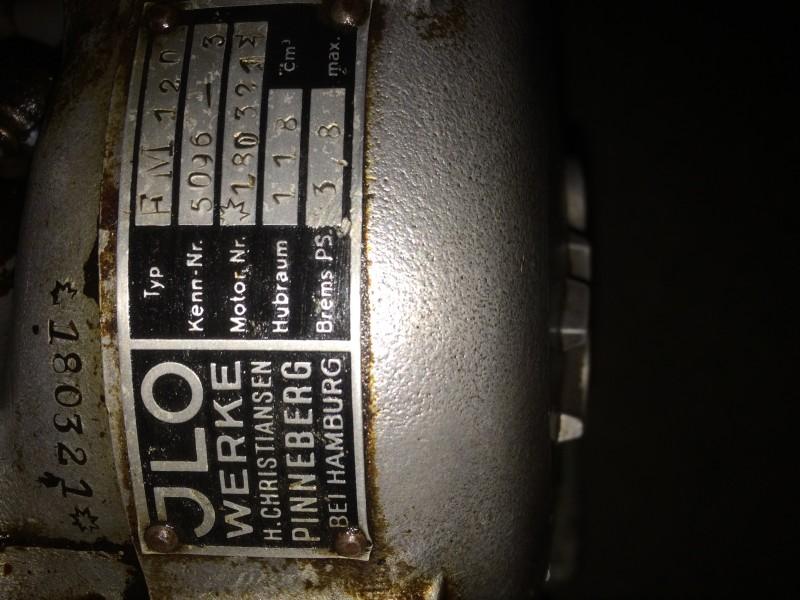 JLO
WERKE
H.CHRISTIANSEN
PINNEBERG
BEI HAMBURG
Typ FM 120
Kenn-Nr. 5096 - 3
Motor Nr. 180321
Hubraum 118 cm³
Brems PS. 3,8 max.
180321